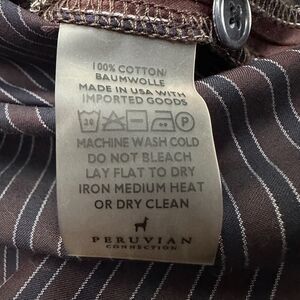 100% COTTON/
BAUMWOLLE
MADE IN USA WITH
IMPORTED GOODS
30 P
MACHINE WASH COLD
DO NOT BLEACH
LAY FLAT TO DRY
IRON MEDIUM HEAT
OR DRY CLEAN
PERUVIAN
CONNECTION